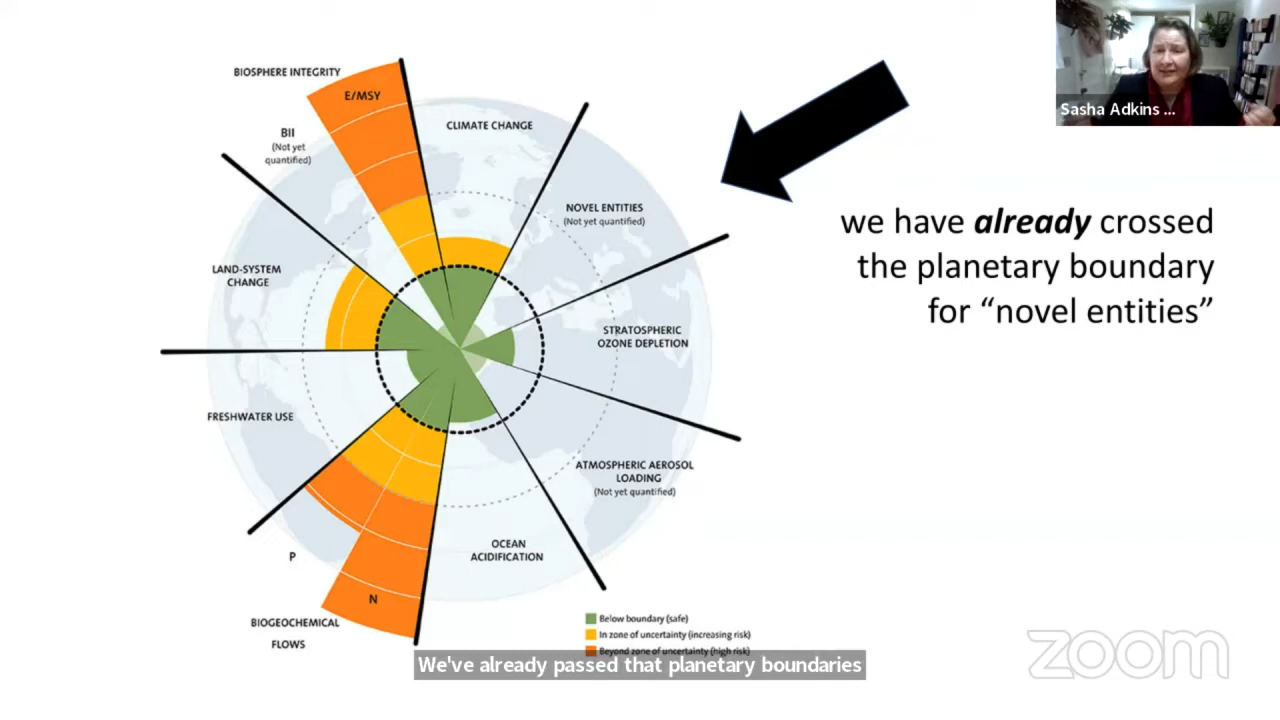 BIOSPHERE INTEGRITY
E/MSY
CLIMATE CHANGE
BII
(Not yet
quantified)
NOVEL ENTITIES
(Not yet quantified)
LAND-SYSTEM
CHANGE
STRATOSPHERIC
OZONE DEPLETION
FRESHWATER USE
ATMOSPHERIC AEROSOL
LOADING
(Not yet quantified)
OCEAN
ACIDIFICATION
P
N
BIOGEOCHEMICAL
FLOWS
Below boundary (safe)
In zone of uncertainty (increasing risk)
Beyond zone of uncertainty (high risk)
Sasha Adkins ...
we have already crossed
the planetary boundary
for “novel entities”
We've already passed that planetary boundaries
zoom